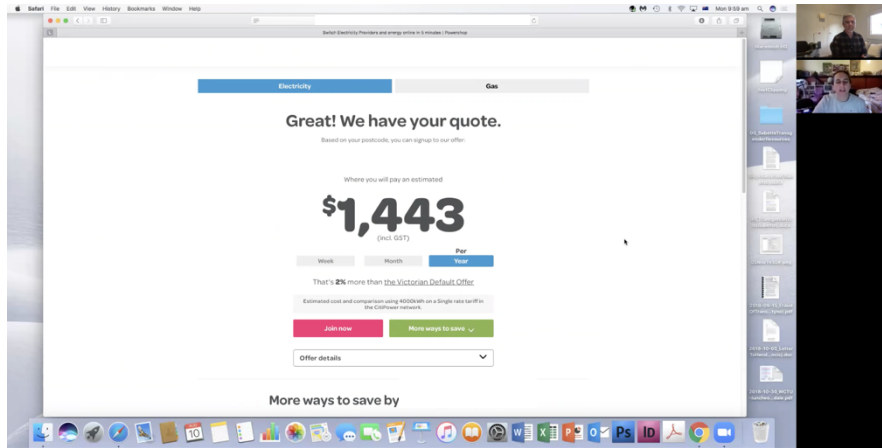 Safari File Edit View History Bookmarks Window Help
Mon 9:59 am
Switch Electricity Providers and energy online in 5 minutes | Powershop
Electricity
Gas
Great! We have your quote.
Based on your postcode, you can signup to our offer:
Where you will pay an estimated
$1,443
(incl. GST)
Per
Week
Month
Year
That's 2% more than the Victorian Default Offer
Estimated cost and comparison using 4000kWh on a Single rate tariff in
the CitiPower network.
Join now
More ways to save
Offer details
More ways to save by
10
W
X
P
O
Ps
ID